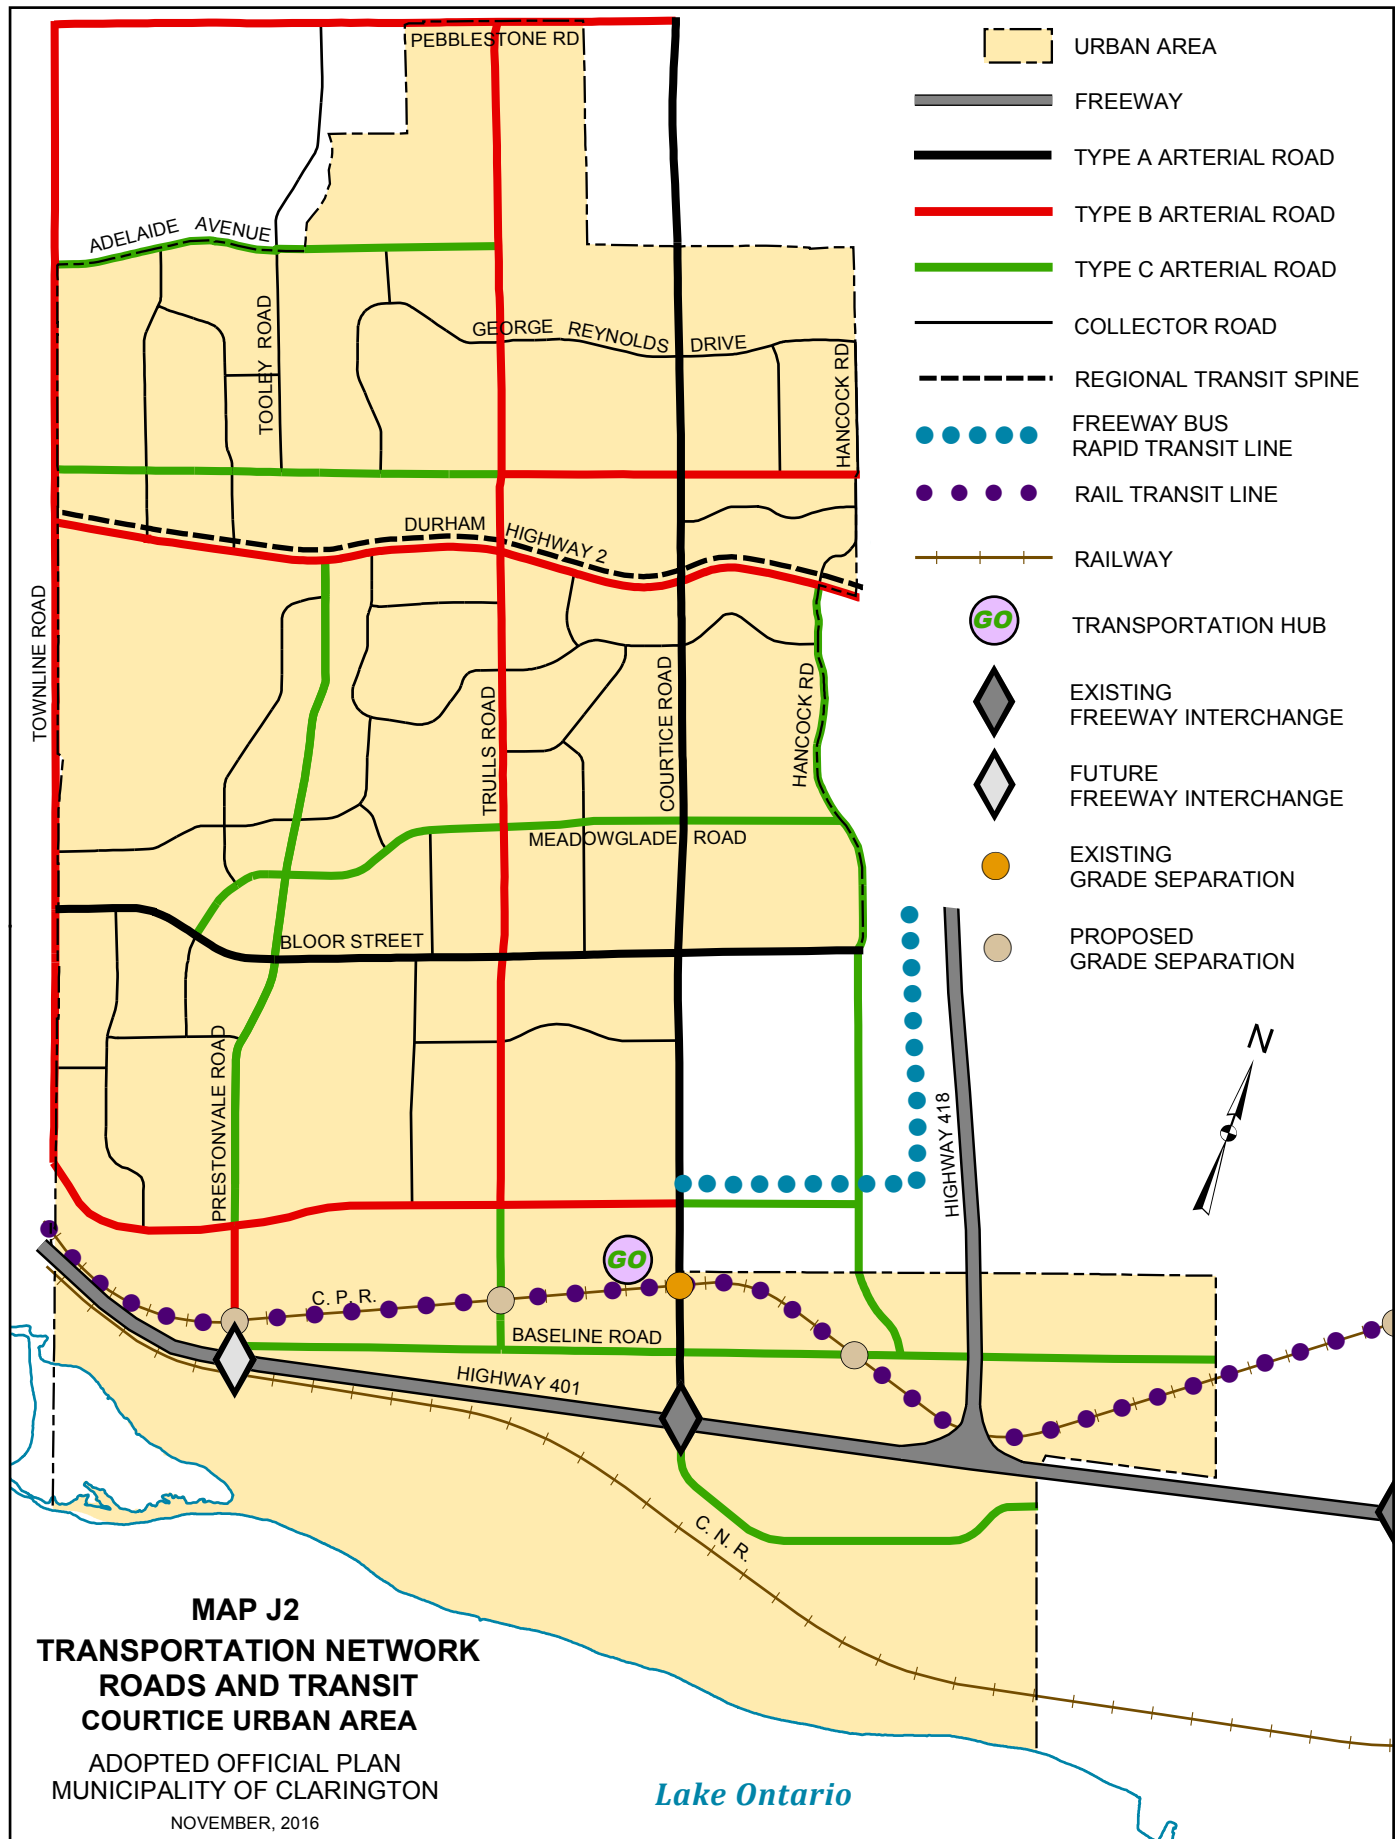 PEBBLESTONE RD
ADELAIDE AVENUE
TOOLEY ROAD
GEORGE REYNOLDS DRIVE
HANCOCK RD
DURHAM HIGHWAY 2
TOWNLINE ROAD
TRULLS ROAD
COURTICE ROAD
HANCOCK RD
MEADOWGLADE ROAD
BLOOR STREET
PRESTONVALE ROAD
HIGHWAY 418
GO
C. P. R.
BASELINE ROAD
HIGHWAY 401
C. N. R.
Lake Ontario
URBAN AREA
FREEWAY
TYPE A ARTERIAL ROAD
TYPE B ARTERIAL ROAD
TYPE C ARTERIAL ROAD
COLLECTOR ROAD
REGIONAL TRANSIT SPINE
FREEWAY BUS
RAPID TRANSIT LINE
RAIL TRANSIT LINE
RAILWAY
GO
TRANSPORTATION HUB
EXISTING
FREEWAY INTERCHANGE
FUTURE
FREEWAY INTERCHANGE
EXISTING
GRADE SEPARATION
PROPOSED
GRADE SEPARATION
N
MAP J2
TRANSPORTATION NETWORK
ROADS AND TRANSIT
COURTICE URBAN AREA
ADOPTED OFFICIAL PLAN
MUNICIPALITY OF CLARINGTON
NOVEMBER, 2016